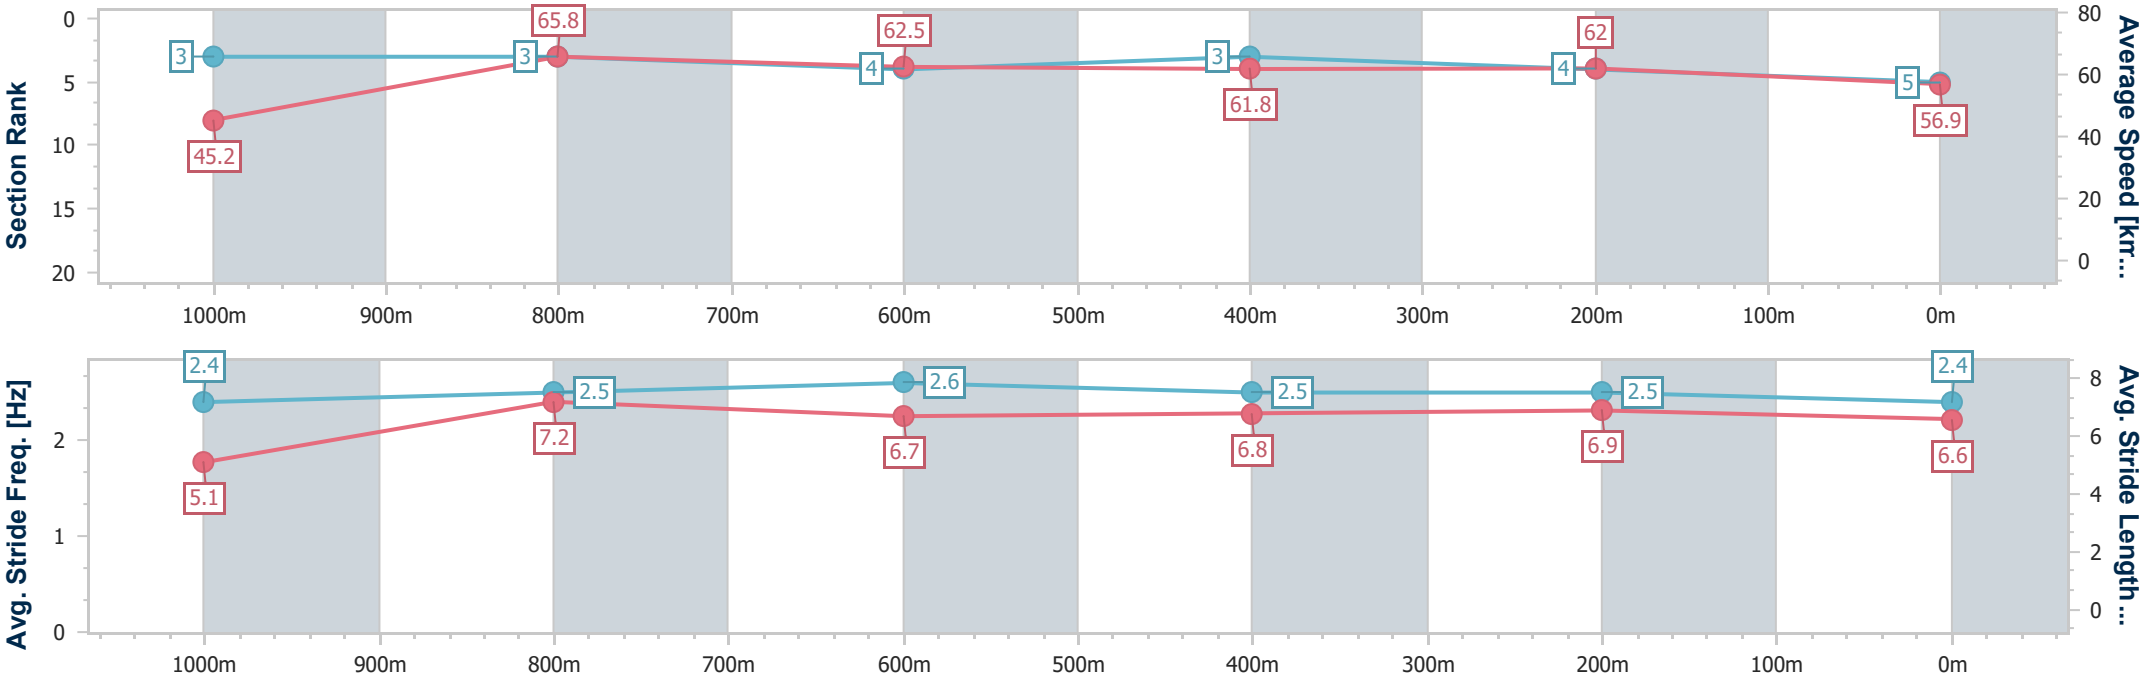 Section Rank
0
5
10
15
20
3
3
4
3
4
5
45.2
65.8
62.5
61.8
62
56.9
80
60
40
20
0
Average Speed [km...
1000m
900m
800m
700m
600m
500m
400m
300m
200m
100m
0m
Avg. Stride Freq. [Hz]
2
1
0
2.4
2.5
2.6
2.5
2.5
2.4
5.1
7.2
6.7
6.8
6.9
6.6
8
6
4
2
0
Avg. Stride Length...
1000m
900m
800m
700m
600m
500m
400m
300m
200m
100m
0m